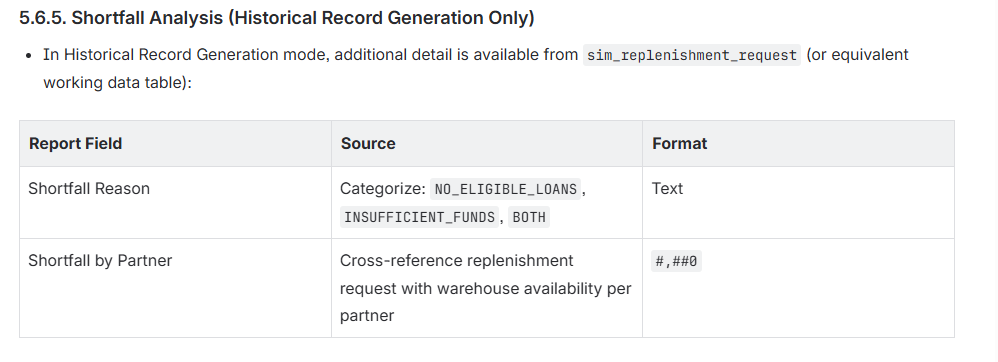 5.6.5. Shortfall Analysis (Historical Record Generation Only)
• In Historical Record Generation mode, additional detail is available from sim_replenishment_request (or equivalent
working data table):
Report Field Source Format
Shortfall Reason Categorize: NO_ELIGIBLE_LOANS, Text
INSUFFICIENT_FUNDS, BOTH
Shortfall by Partner Cross-reference replenishment #,##0
request with warehouse availability per
partner